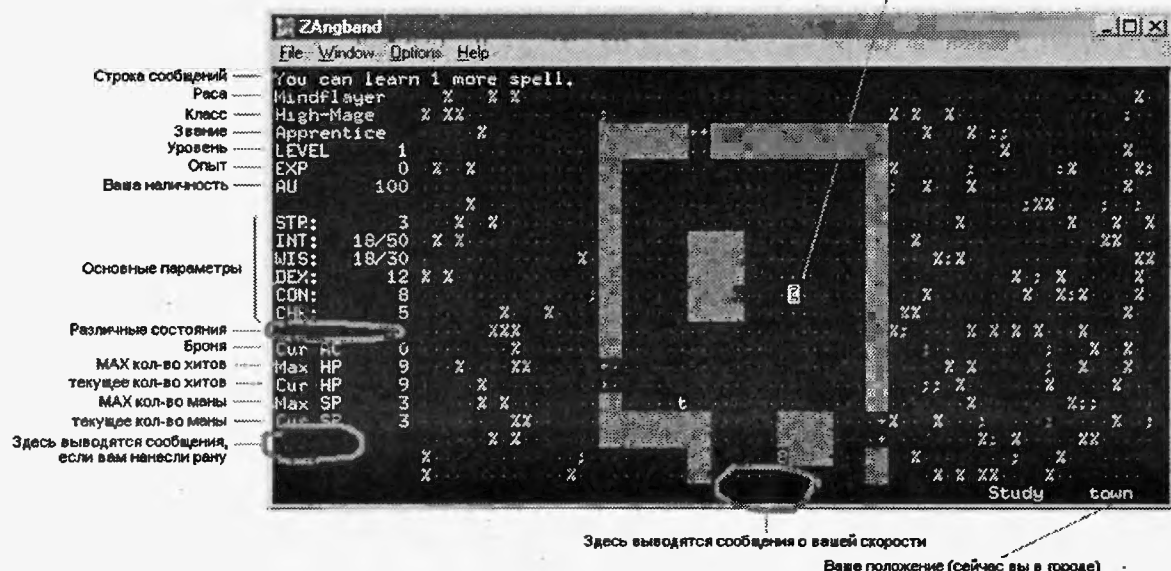 ZAngband
File Window Options Help
Строка сообщений
You can learn 1 more spell.
Раса
Mindflayer
Класс
High-Mage
Звание
Apprentice
Уровень
LEVEL 1
Опыт
EXP 0
Ваша наличность
AU 100
Основные параметры
STR: 3
INT: 18/50
WIS: 18/30
DEX: 12
CON: 8
CHR: 5
Различные состояния
Броня
Cur AC 0
MAX кол-во хитов
Max HP 9
текущее кол-во хитов
Cur HP 9
MAX кол-во маны
Max SP 3
текущее кол-во маны
Cur SP 3
Здесь выводятся сообщения,
если вам нанесли рану
Study town
Здесь выводятся сообщения о вашей скорости
Ваше положение (сейчас вы в городе)